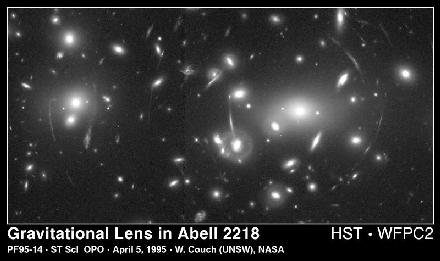 Gravitational Lens in Abell 2218 HST • WFPC2
PF95-14 • ST ScI OPO • April 5, 1995 • W. Couch (UNSW), NASA